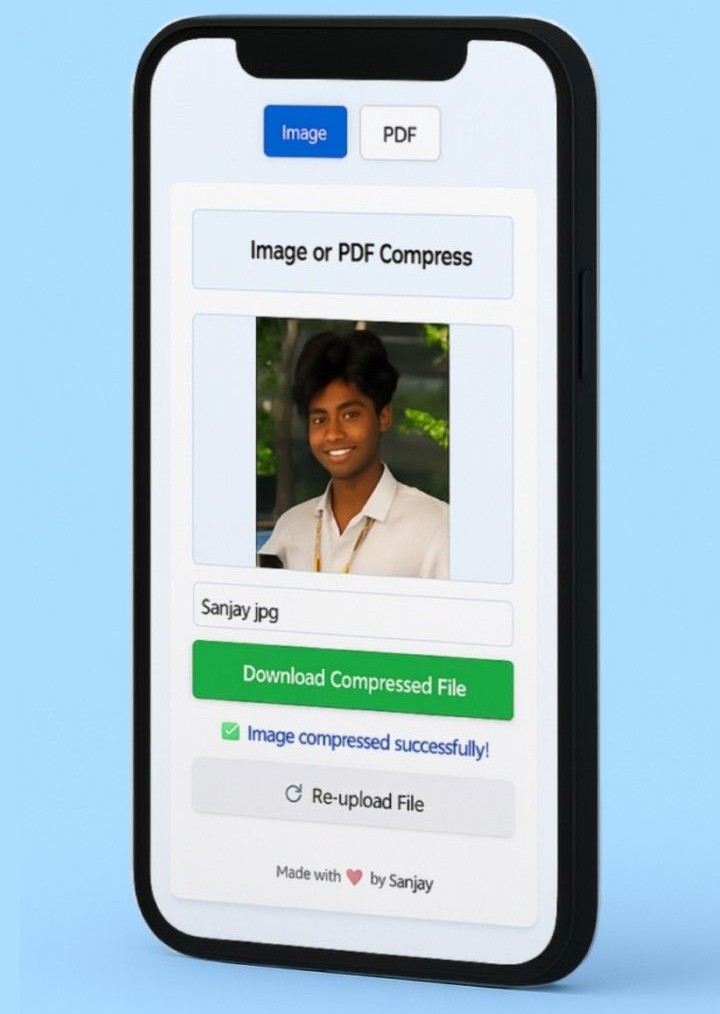 Image
PDF
Image or PDF Compress
Sanjay jpg
Download Compressed File
Image compressed successfully!
Re-upload File
Made with ❤️ by Sanjay